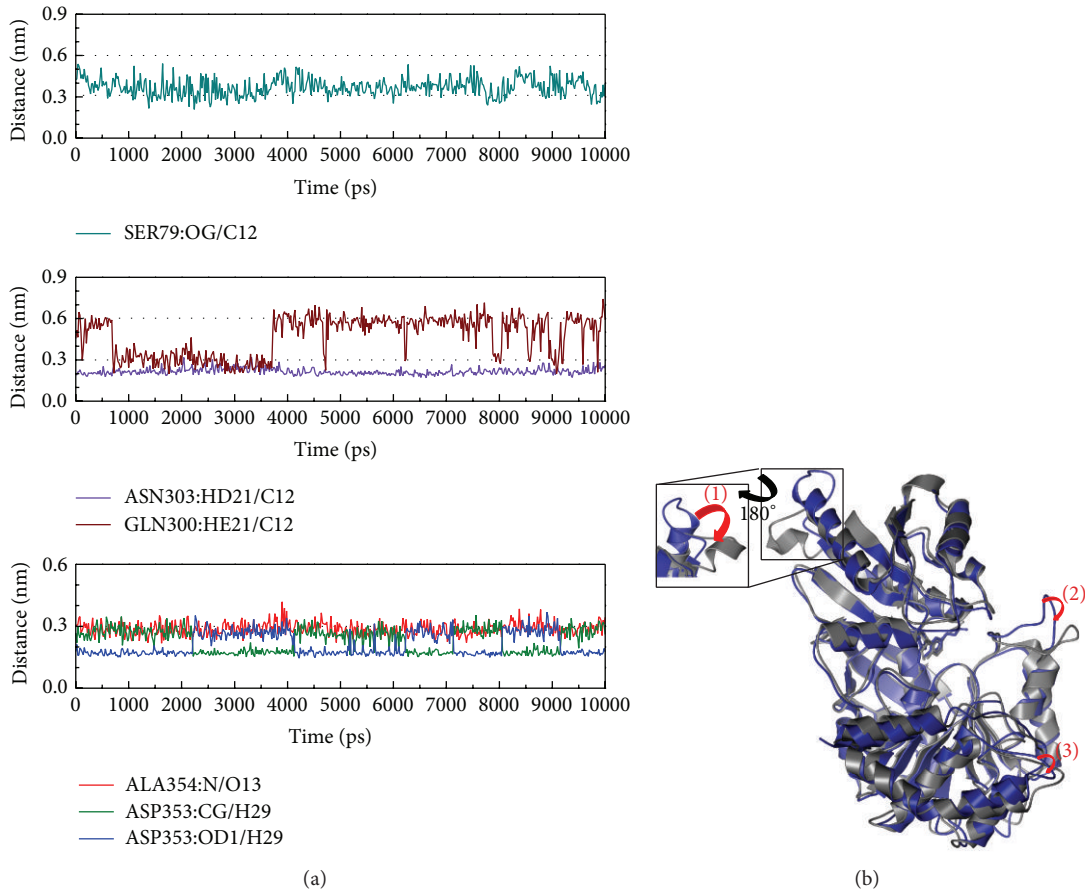 0.9
0.6
0.3
0.0
Distance (nm)
0 1000 2000 3000 4000 5000 6000 7000 8000 9000 10000
Time (ps)
SER79:OG/C12
0.9
0.6
0.3
0.0
Distance (nm)
0 1000 2000 3000 4000 5000 6000 7000 8000 9000 10000
Time (ps)
ASN303:HD21/C12
GLN300:HE21/C12
0.6
0.3
0.0
Distance (nm)
0 1000 2000 3000 4000 5000 6000 7000 8000 9000 10000
Time (ps)
ALA354:N/O13
ASP353:CG/H29
ASP353:OD1/H29
(a)
(1)
180°
(2)
(3)
(b)